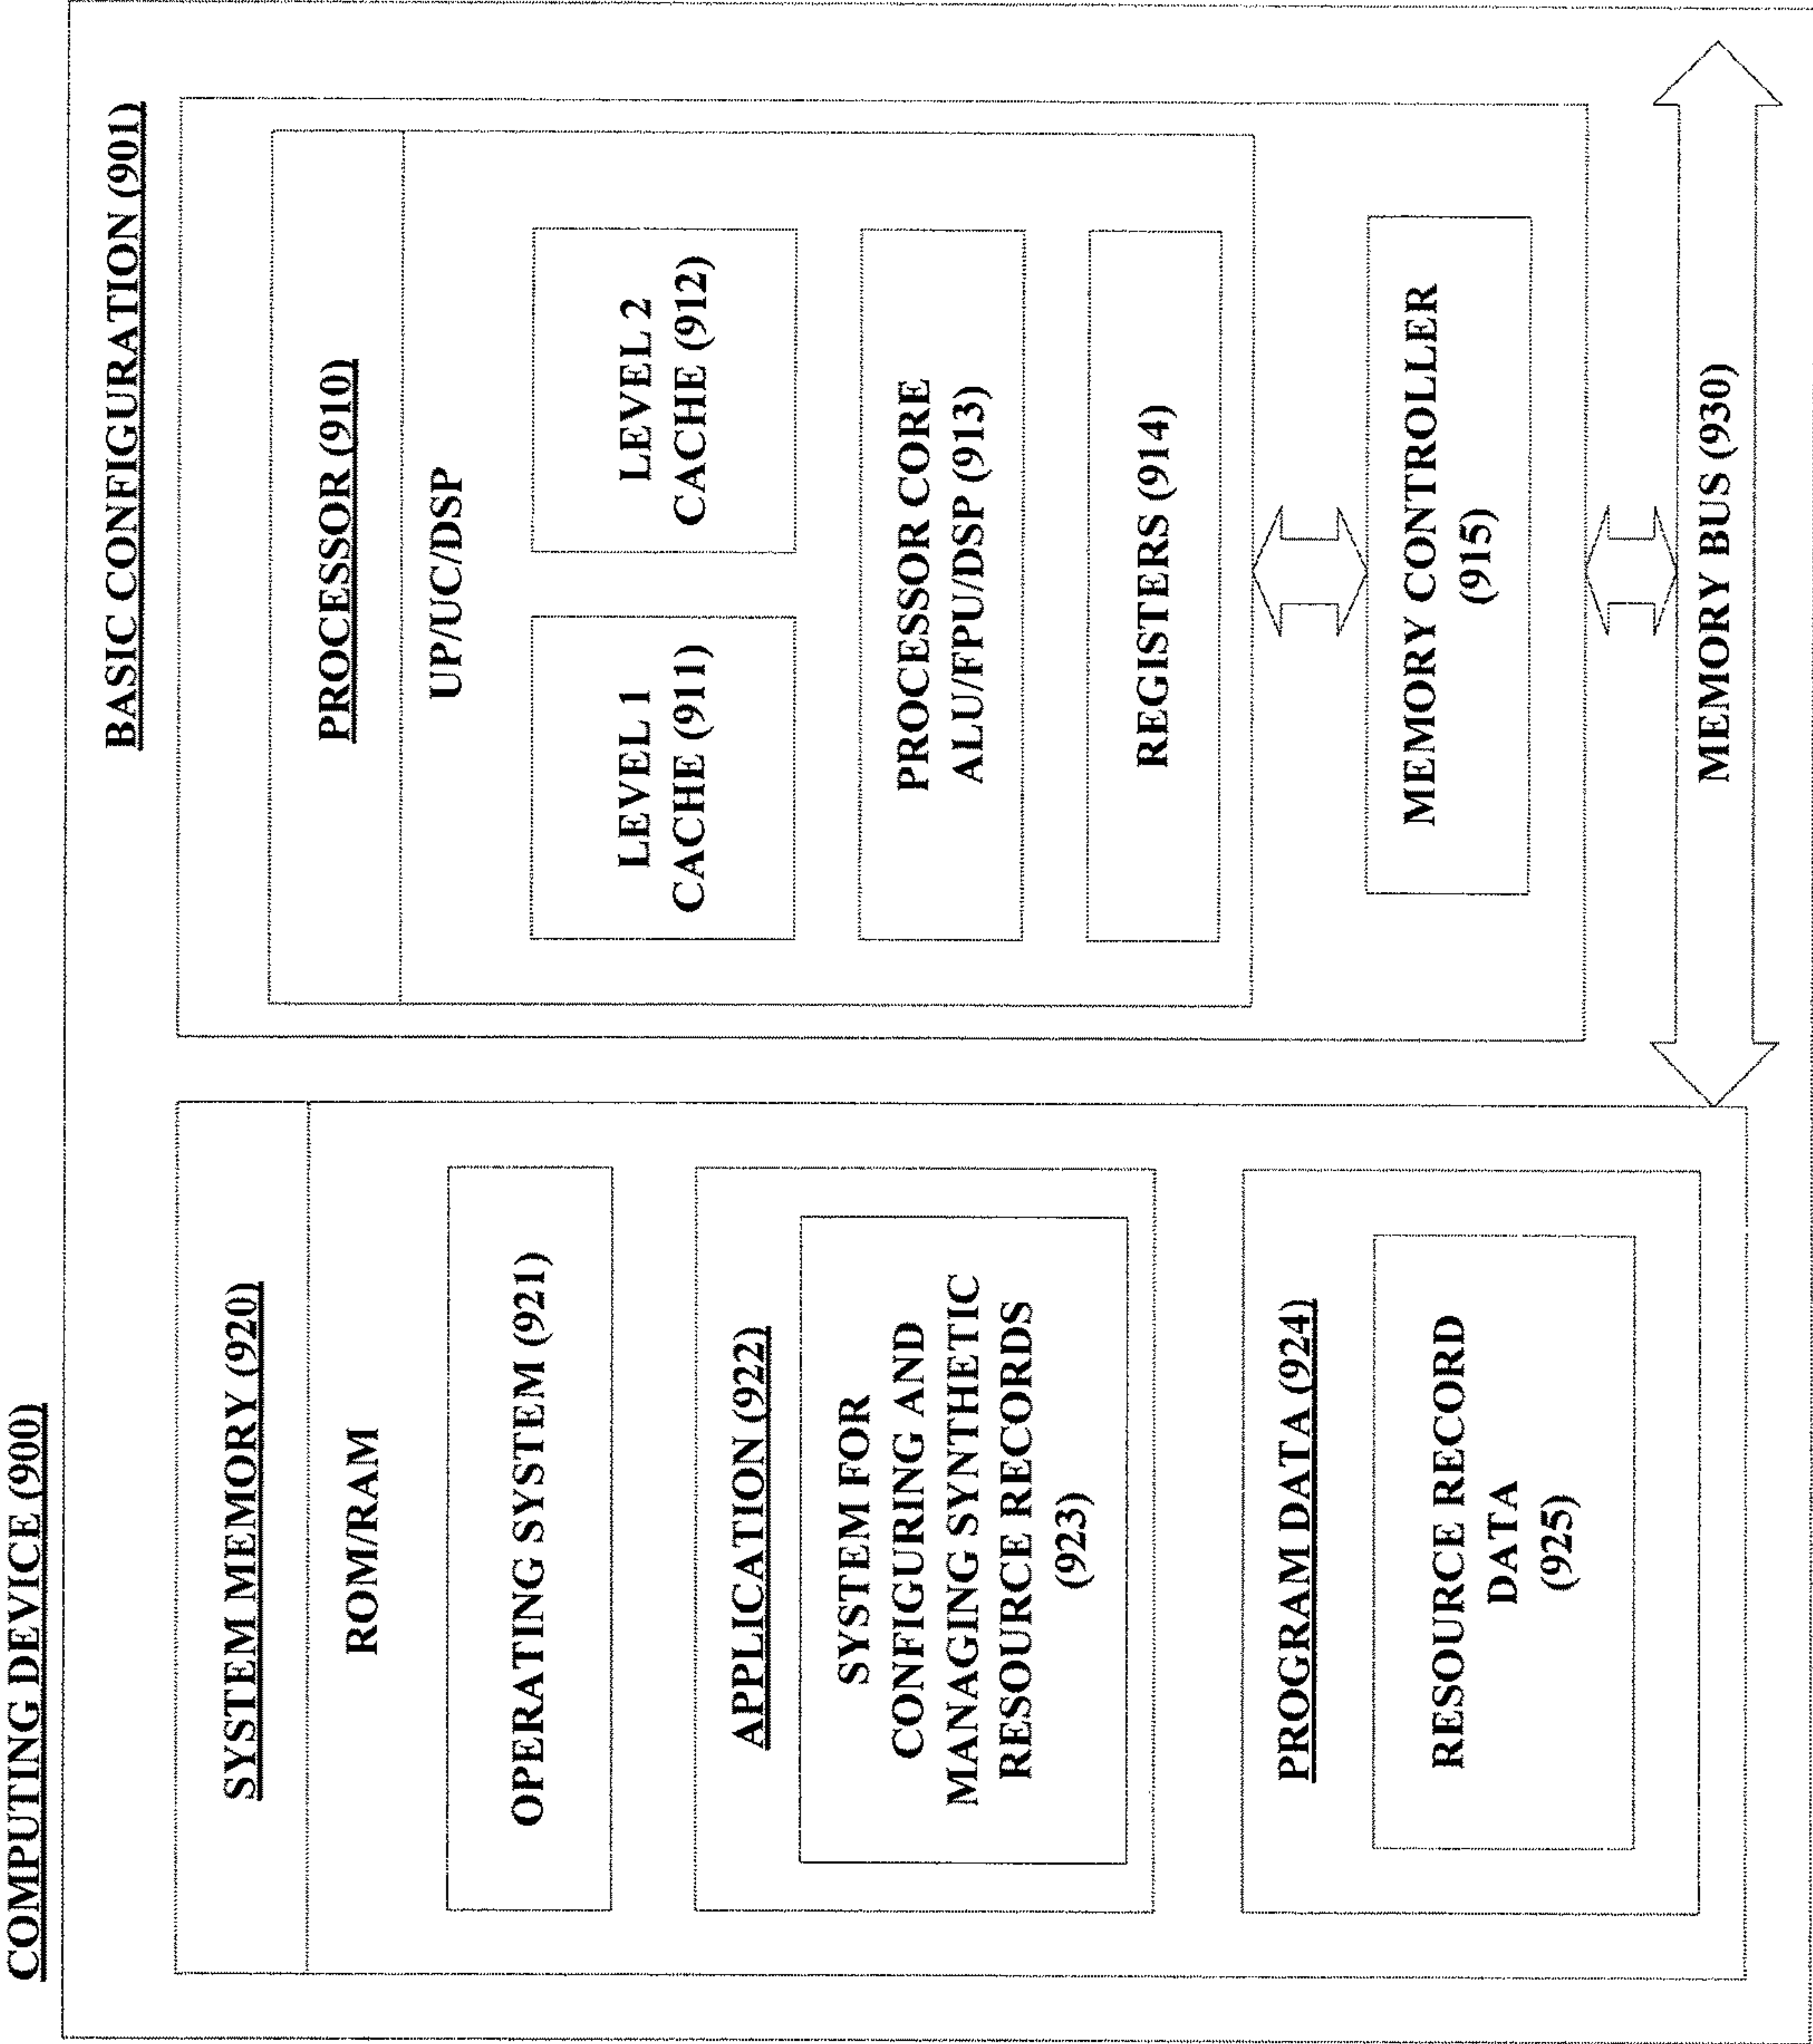 COMPUTING DEVICE (900)
SYSTEM MEMORY (920)
ROM/RAM
OPERATING SYSTEM (921)
APPLICATION (922)
SYSTEM FOR
CONFIGURING AND
MANAGING SYNTHETIC
RESOURCE RECORDS
(923)
PROGRAM DATA (924)
RESOURCE RECORD
DATA
(925)
BASIC CONFIGURATION (901)
PROCESSOR (910)
UP/UC/DSP
LEVEL 1
CACHE (911)
LEVEL 2
CACHE (912)
PROCESSOR CORE
ALU/FPU/DSP (913)
REGISTERS (914)
MEMORY CONTROLLER
(915)
MEMORY BUS (930)